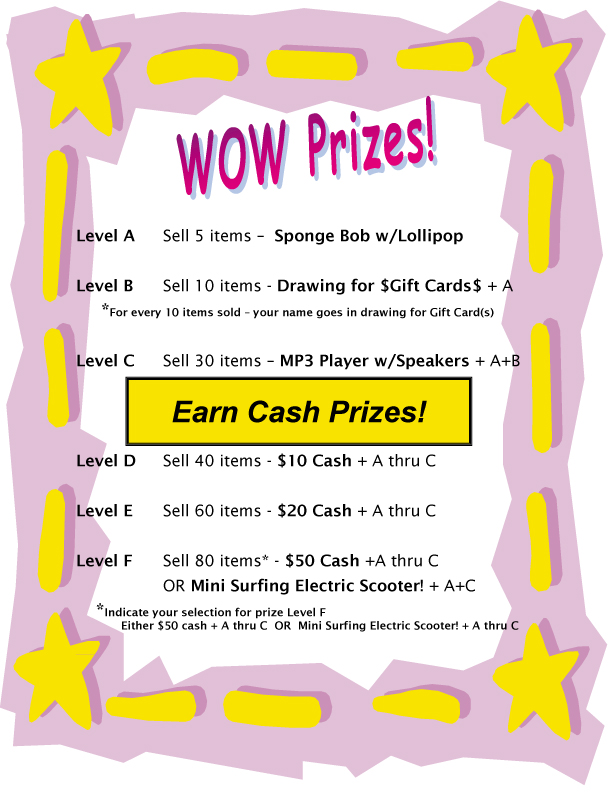 WOW Prizes!
Level A Sell 5 items – Sponge Bob w/Lollipop
Level B Sell 10 items - Drawing for $Gift Cards$ + A
*For every 10 items sold – your name goes in drawing for Gift Card(s)
Level C Sell 30 items – MP3 Player w/Speakers + A+B
Earn Cash Prizes!
Level D Sell 40 items - $10 Cash + A thru C
Level E Sell 60 items - $20 Cash + A thru C
Level F Sell 80 items* - $50 Cash +A thru C
OR Mini Surfing Electric Scooter! + A+C
*Indicate your selection for prize Level F
Either $50 cash + A thru C OR Mini Surfing Electric Scooter! + A thru C